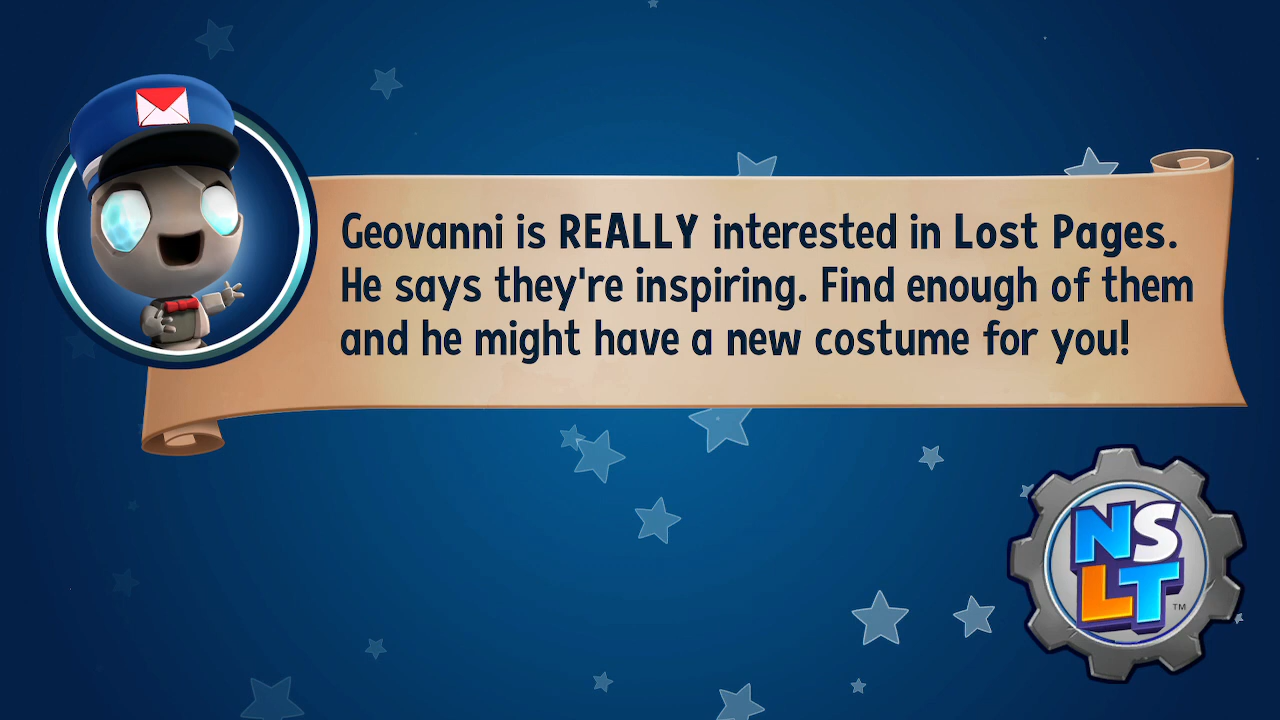 Geovanni is REALLY interested in Lost Pages.
He says they're inspiring. Find enough of them
and he might have a new costume for you!
NS
LT
TM